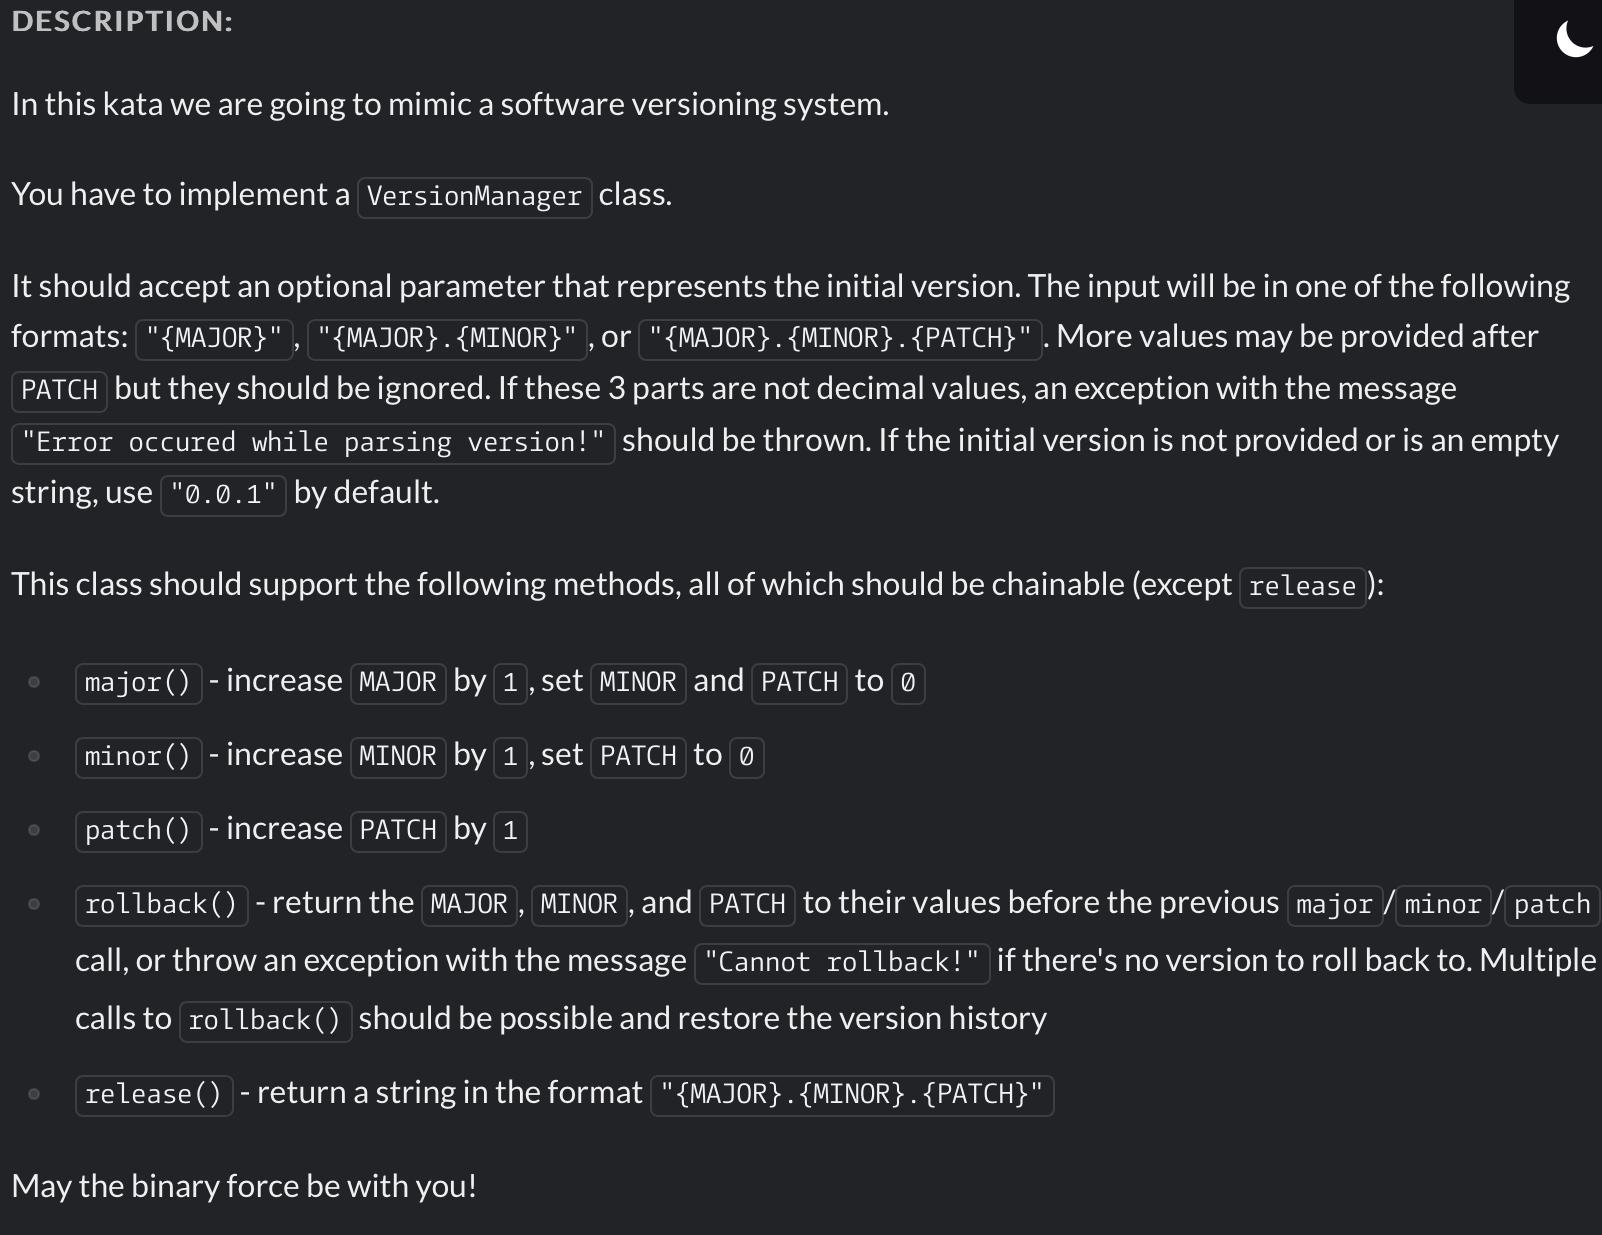 DESCRIPTION:
In this kata we are going to mimic a software versioning system.
You have to implement a VersionManager class.
It should accept an optional parameter that represents the initial version. The input will be in one of the following
formats: "{MAJOR}", "{MAJOR}.{MINOR}", or "{MAJOR}.{MINOR}.{PATCH}". More values may be provided after
PATCH but they should be ignored. If these 3 parts are not decimal values, an exception with the message
"Error occured while parsing version!" should be thrown. If the initial version is not provided or is an empty
string, use "0.0.1" by default.
This class should support the following methods, all of which should be chainable (except release):
major() - increase MAJOR by 1, set MINOR and PATCH to 0
minor() - increase MINOR by 1, set PATCH to 0
patch() - increase PATCH by 1
rollback() - return the MAJOR, MINOR, and PATCH to their values before the previous major/minor/patch
call, or throw an exception with the message "Cannot rollback!" if there's no version to roll back to. Multiple
calls to rollback() should be possible and restore the version history
release() - return a string in the format "{MAJOR}.{MINOR}.{PATCH}"
May the binary force be with you!